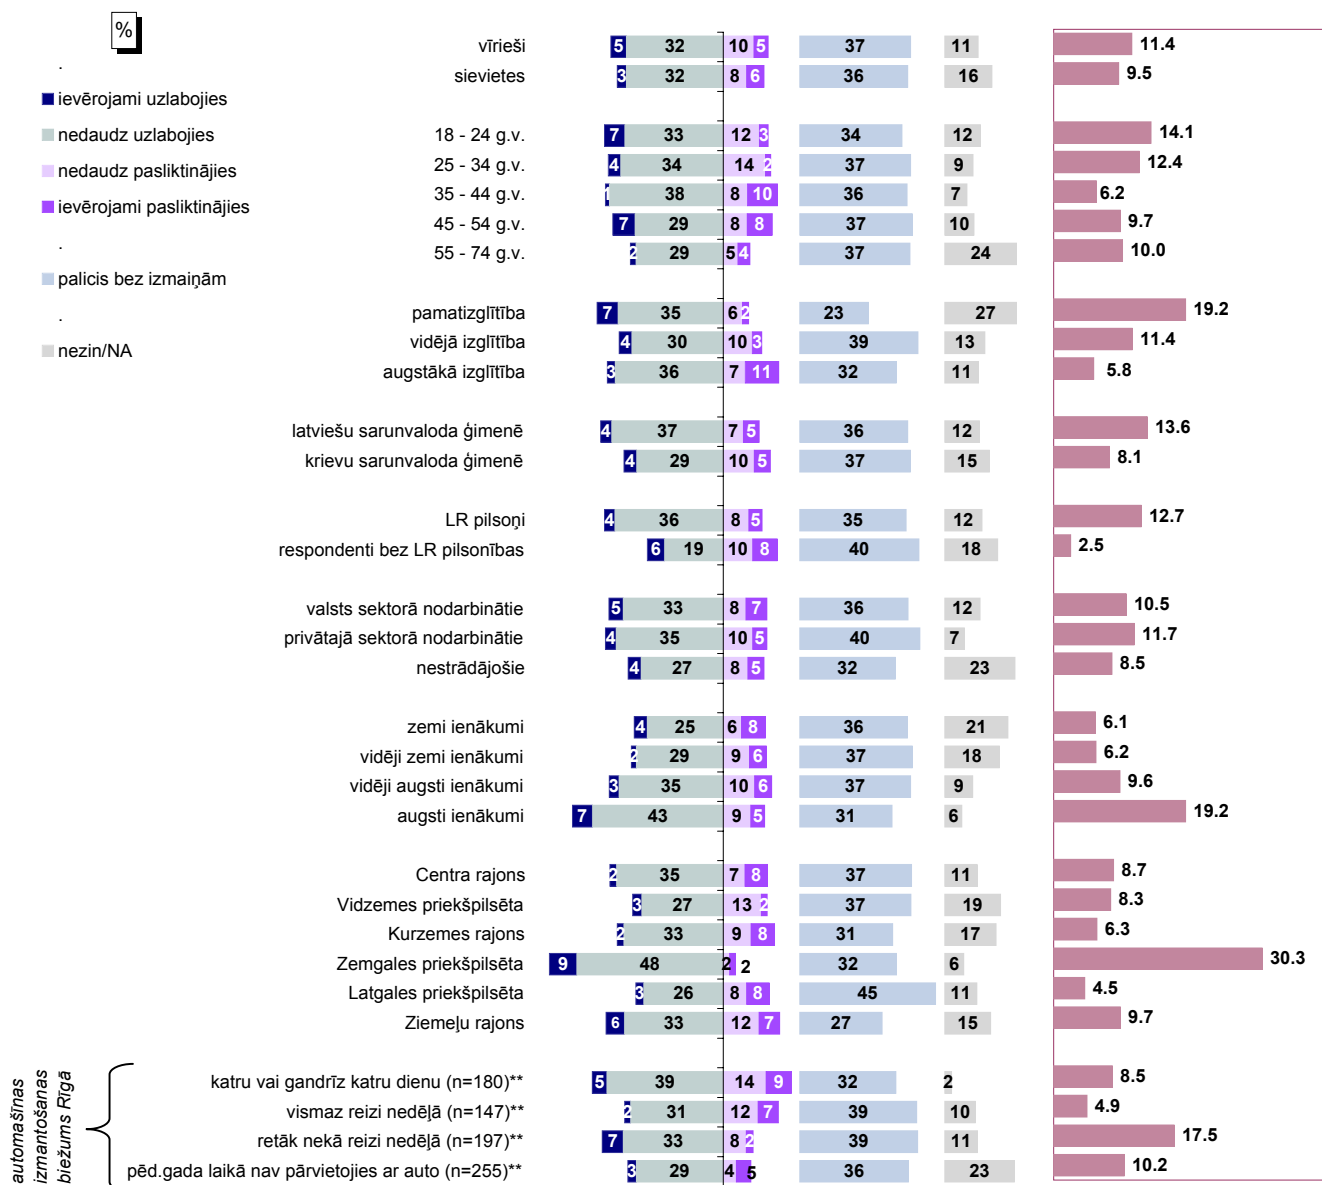 %
.
ievērojami uzlabojies
nedaudz uzlabojies
nedaudz pasliktinājies
ievērojami pasliktinājies
.
palicis bez izmaiņām
.
nezin/NA
vīrieši 5 32 10 5 37 11 11.4
sievietes 3 32 8 6 36 16 9.5
18 - 24 g.v. 7 33 12 3 34 12 14.1
25 - 34 g.v. 4 34 14 2 37 9 12.4
35 - 44 g.v. 1 38 8 10 36 7 6.2
45 - 54 g.v. 7 29 8 8 37 10 9.7
55 - 74 g.v. 2 29 5 4 37 24 10.0
pamatizglītība 7 35 6 2 23 27 19.2
vidējā izglītība 4 30 10 3 39 13 11.4
augstākā izglītība 3 36 7 11 32 11 5.8
latviešu sarunvaloda ģimenē 4 37 7 5 36 12 13.6
krievu sarunvaloda ģimenē 4 29 10 5 37 15 8.1
LR pilsoņi 4 36 8 5 35 12 12.7
respondenti bez LR pilsonības 6 19 10 8 40 18 2.5
valsts sektorā nodarbinātie 5 33 8 7 36 12 10.5
privātajā sektorā nodarbinātie 4 35 10 5 40 7 11.7
nestrādājošie 4 27 8 5 32 23 8.5
zemi ienākumi 4 25 6 8 36 21 6.1
vidēji zemi ienākumi 2 29 9 6 37 18 6.2
vidēji augsti ienākumi 3 35 10 6 37 9 9.6
augsti ienākumi 7 43 9 5 31 6 19.2
Centra rajons 2 35 7 8 37 11 8.7
Vidzemes priekšpilsēta 3 27 13 2 37 19 8.3
Kurzemes rajons 2 33 9 8 31 17 6.3
Zemgales priekšpilsēta 9 48 2 2 32 6 30.3
Latgales priekšpilsēta 3 26 8 8 45 11 4.5
Ziemeļu rajons 6 33 12 7 27 15 9.7
automašīnas
izmantošanas
biežums Rīgā
katru vai gandrīz katru dienu (n=180)** 5 39 14 9 32 2 8.5
vismaz reizi nedēļā (n=147)** 2 31 12 7 39 10 4.9
retāk nekā reizi nedēļā (n=197)** 7 33 8 2 39 11 17.5
pēd.gada laikā nav pārvietojies ar auto (n=255)** 3 29 4 5 36 23 10.2